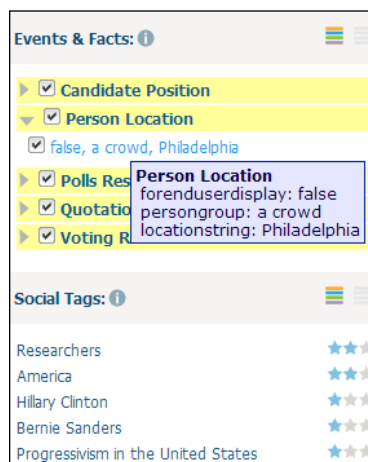 Events & Facts:
Candidate Position
Person Location
false, a crowd, Philadelphia
Person Location
forenduserdisplay: false
persongroup: a crowd
locationstring: Philadelphia
Polls Res
Quotatio
Voting R
Social Tags:
Researchers
America
Hillary Clinton
Bernie Sanders
Progressivism in the United States